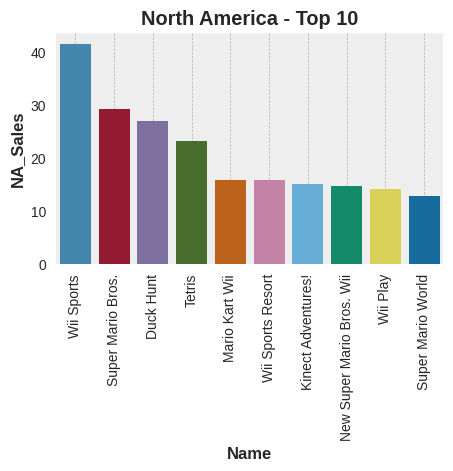 North America - Top 10
NA_Sales
40
30
20
10
0
Wii Sports
Super Mario Bros.
Duck Hunt
Tetris
Mario Kart Wii
Wii Sports Resort
Kinect Adventures!
New Super Mario Bros. Wii
Wii Play
Super Mario World
Name